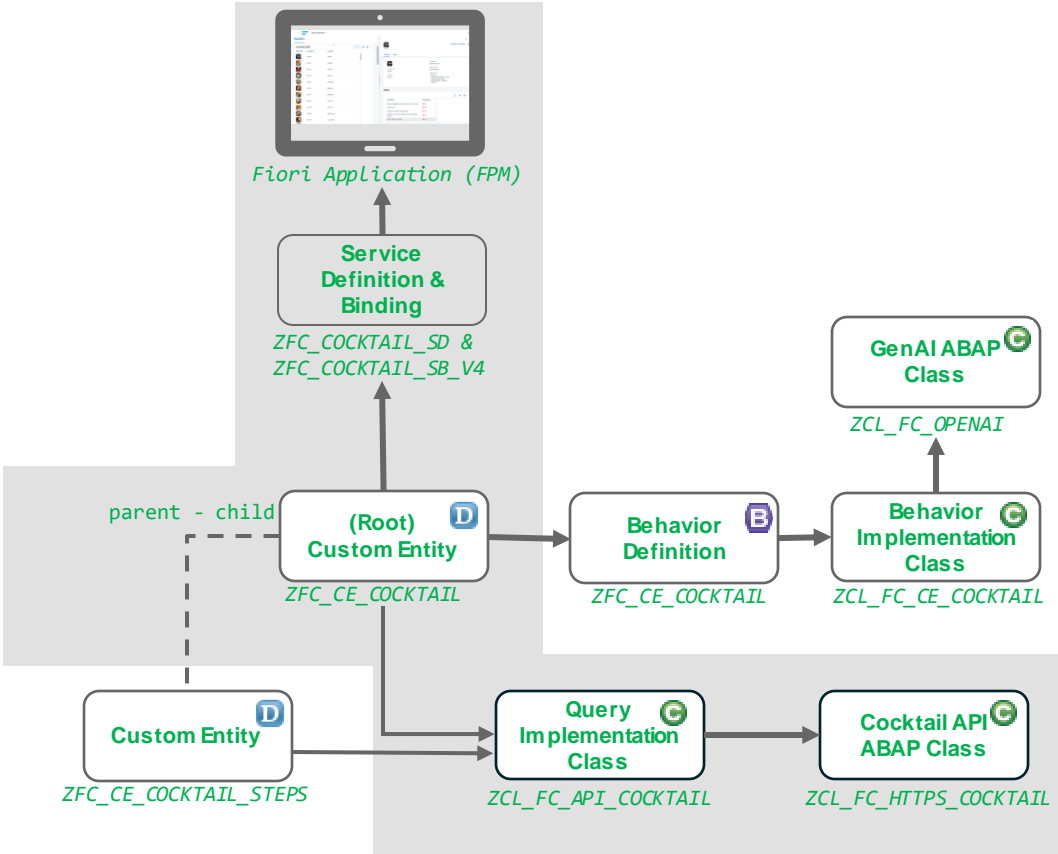 Fiori Application (FPM)
Service
Definition &
Binding
ZFC_COCKTAIL_SD &
ZFC_COCKTAIL_SB_V4
GenAI ABAP
Class
C
ZCL_FC_OPENAI
parent - child
(Root)
Custom Entity
D
ZFC_CE_COCKTAIL
Behavior
Definition
B
ZFC_CE_COCKTAIL
Behavior
Implementation
Class
C
ZCL_FC_CE_COCKTAIL
Custom Entity
D
ZFC_CE_COCKTAIL_STEPS
Query
Implementation
Class
C
ZCL_FC_API_COCKTAIL
Cocktail API
ABAP Class
C
ZCL_FC_HTTPS_COCKTAIL